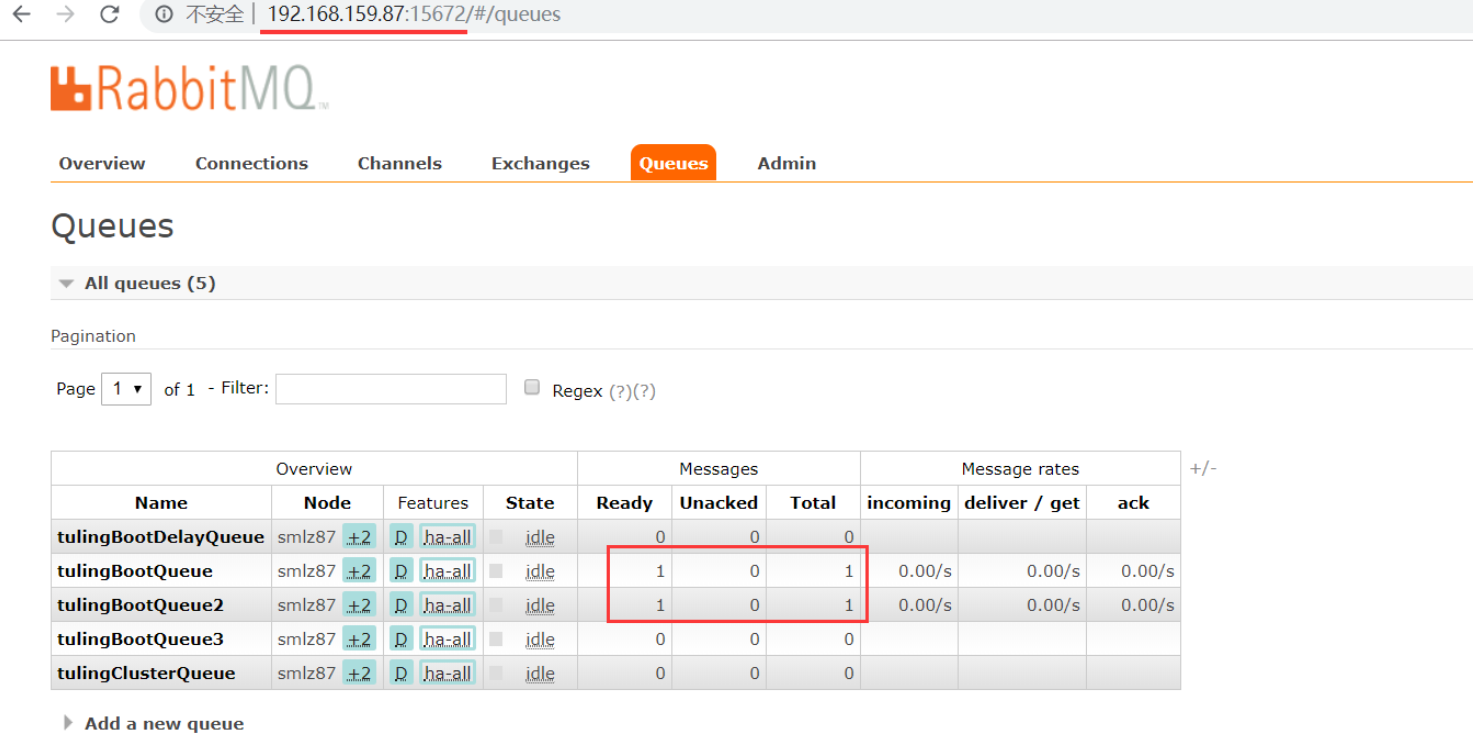 不安全 192.168.159.87:15672/#/queues
RabbitMQ TM
Overview Connections Channels Exchanges Queues Admin
Queues
All queues (5)
Pagination
Page 1 of 1 - Filter: Regex (?)(?)
Overview Messages Message rates +/-
Name Node Features State Ready Unacked Total incoming deliver / get ack
tulingBootDelayQueue smlz87 +2 D ha-all idle 0 0 0
tulingBootQueue smlz87 +2 D ha-all idle 1 0 1 0.00/s 0.00/s 0.00/s
tulingBootQueue2 smlz87 +2 D ha-all idle 1 0 1 0.00/s 0.00/s 0.00/s
tulingBootQueue3 smlz87 +2 D ha-all idle 0 0 0
tulingClusterQueue smlz87 +2 D ha-all idle 0 0 0
Add a new queue